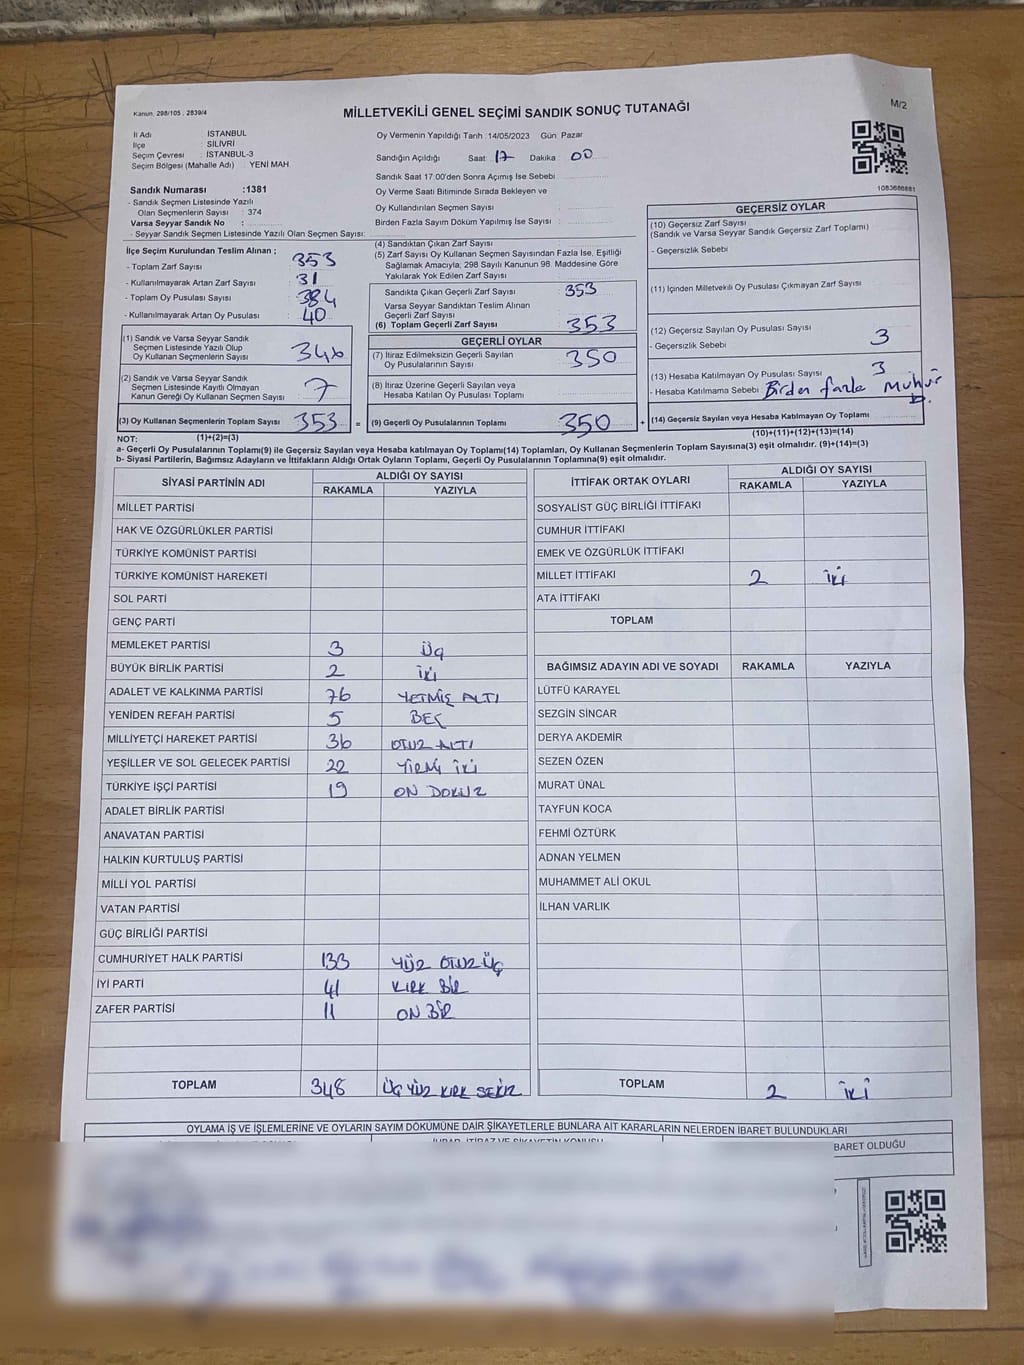 Kanun, 298/105 , 2839/4
MİLLETVEKİLİ GENEL SEÇİMİ SANDIK SONUÇ TUTANAĞI
M/2
İl Adı : İSTANBUL
İlçe : SİLİVRİ
Seçim Çevresi : İSTANBUL-3
Seçim Bölgesi (Mahalle Adı) : YENİ MAH.
Sandık Numarası :1381
- Sandık Seçmen Listesinde Yazılı
Olan Seçmenlerin Sayısı : 374
Varsa Seyyar Sandık No :
- Seyyar Sandık Seçmen Listesinde Yazılı Olan Seçmen Sayısı:
Oy Vermenin Yapıldığı Tarih :14/05/2023 Gün: Pazar
Sandığın Açıldığı Saat: 17 Dakika 00
Sandık Saat 17:00'den Sonra Açımış İse Sebebi
Oy Verme Saati Bitiminde Sırada Bekleyen ve
Oy Kullandırılan Seçmen Sayısı
Birden Fazla Sayım Döküm Yapılmış İse Sayısı
1083686881
İlçe Seçim Kurulundan Teslim Alınan ;
- Toplam Zarf Sayısı 353
- Kullanılmayarak Artan Zarf Sayısı 31
- Toplam Oy Pusulası Sayısı 384
- Kullanılmayarak Artan Oy Pusulası 40
(1) Sandık ve Varsa Seyyar Sandık
Seçmen Listesinde Yazılı Olup
Oy Kullanan Seçmenlerin Sayısı 346
(2) Sandık ve Varsa Seyyar Sandık
Seçmen Listesinde Kayıtlı Olmayan
Kanun Gereği Oy Kullanan Seçmen Sayısı 7
(3) Oy Kullanan Seçmenlerin Toplam Sayısı 353 =
(4) Sandıktan Çıkan Zarf Sayısı
(5) Zarf Sayısı Oy Kullanan Seçmen Sayısından Fazla İse, Eşitliği
Sağlamak Amacıyla, 298 Sayılı Kanunun 98. Maddesine Göre
Yakılarak Yok Edilen Zarf Sayısı
Sandıkta Çıkan Geçerli Zarf Sayısı 353
Varsa Seyyar Sandıktan Teslim Alınan
Geçerli Zarf Sayısı
(6) Toplam Geçerli Zarf Sayısı 353
GEÇERLİ OYLAR
(7) İtiraz Edilmeksizin Geçerli Sayılan
Oy Pusulalarının Sayısı 350
(8) İtiraz Üzerine Geçerli Sayılan veya
Hesaba Katılan Oy Pusulası Toplamı
(9) Geçerli Oy Pusulalarının Toplamı 350 +
GEÇERSİZ OYLAR
(10) Geçersiz Zarf Sayısı
(Sandık ve Varsa Seyyar Sandık Geçersiz Zarf Toplamı)
- Geçersizlik Sebebi
(11) İçinden Milletvekili Oy Pusulası Çıkmayan Zarf Sayısı
(12) Geçersiz Sayılan Oy Pusulası Sayısı 3
- Geçersizlik Sebebi
(13) Hesaba Katılmayan Oy Pusulası Sayısı 3
- Hesaba Katılmama Sebebi Birden fazla Mühür
(14) Geçersiz Sayılan veya Hesaba Katılmayan Oy Toplamı
NOT: (1)+(2)=(3) (10)+(11)+(12)+(13)=(14)
a- Geçerli Oy Pusulalarının Toplamı(9) ile Geçersiz Sayılan veya Hesaba katılmayan Oy Toplamı(14) Toplamları, Oy Kullanan Seçmenlerin Toplam Sayısına(3) eşit olmalıdır. (9)+(14)=(3)
b- Siyasi Partilerin, Bağımsız Adayların ve İttifakların Aldığı Ortak Oyların Toplamı, Geçerli Oy Pusulalarının Toplamına(9) eşit olmalıdır.
SİYASİ PARTİNİN ADI ALDIĞI OY SAYISI
RAKAMLA YAZIYLA
MİLLET PARTİSİ
HAK VE ÖZGÜRLÜKLER PARTİSİ
TÜRKİYE KOMÜNİST PARTİSİ
TÜRKİYE KOMÜNİST HAREKETİ
SOL PARTİ
GENÇ PARTİ
MEMLEKET PARTİSİ 3 üç
BÜYÜK BİRLİK PARTİSİ 2 iki
ADALET VE KALKINMA PARTİSİ 76 YETMİŞ ALTI
YENİDEN REFAH PARTİSİ 5 BEŞ
MİLLİYETÇİ HAREKET PARTİSİ 36 OTUZ ALTI
YEŞİLLER VE SOL GELECEK PARTİSİ 22 YİRMİ İKİ
TÜRKİYE İŞÇİ PARTİSİ 19 ON DOKUZ
ADALET BİRLİK PARTİSİ
ANAVATAN PARTİSİ
HALKIN KURTULUŞ PARTİSİ
MİLLİ YOL PARTİSİ
VATAN PARTİSİ
GÜÇ BİRLİĞİ PARTİSİ
CUMHURİYET HALK PARTİSİ 133 YÜZ OTUZ ÜÇ
İYİ PARTİ 41 KIRK BİR
ZAFER PARTİSİ 11 ON BİR
TOPLAM 348 ÜÇ YÜZ KIRK SEKİZ
İTTİFAK ORTAK OYLARI ALDIĞI OY SAYISI
RAKAMLA YAZIYLA
SOSYALİST GÜÇ BİRLİĞİ İTTİFAKI
CUMHUR İTTİFAKI
EMEK VE ÖZGÜRLÜK İTTİFAKI
MİLLET İTTİFAKI 2 iki
ATA İTTİFAKI
TOPLAM
BAĞIMSIZ ADAYIN ADI VE SOYADI RAKAMLA YAZIYLA
LÜTFÜ KARAYEL
SEZGİN SİNCAR
DERYA AKDEMİR
SEZEN ÖZEN
MURAT ÜNAL
TAYFUN KOCA
FEHMİ ÖZTÜRK
ADNAN YELMEN
MUHAMMET ALİ OKUL
İLHAN VARLIK
TOPLAM 2 İKİ
OYLAMA İŞ VE İŞLEMLERİNE VE OYLARIN SAYIM DÖKÜMÜNE DAİR ŞİKAYETLERLE BUNLARA AİT KARARLARIN NELERDEN İBARET BULUNDUKLARI
İHBAR, İTİRAZ VE ŞİKAYETİN KONUSU
BARET OLDUĞU